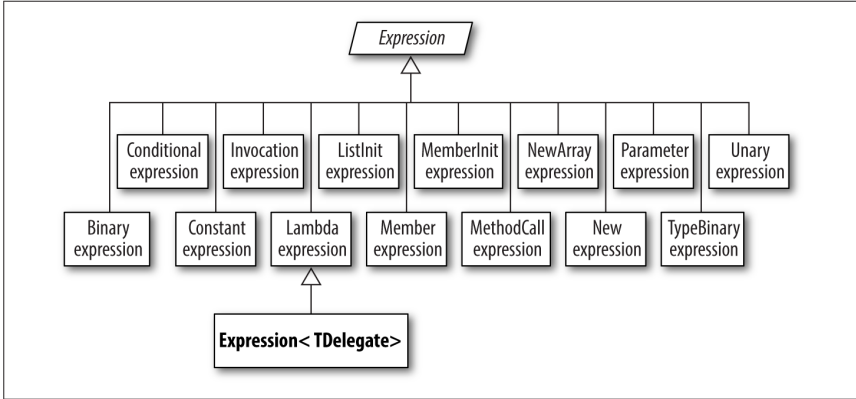 Expression
Conditional
expression
Invocation
expression
ListInit
expression
MemberInit
expression
NewArray
expression
Parameter
expression
Unary
expression
Binary
expression
Constant
expression
Lambda
expression
Member
expression
MethodCall
expression
New
expression
TypeBinary
expression
Expression< TDelegate>